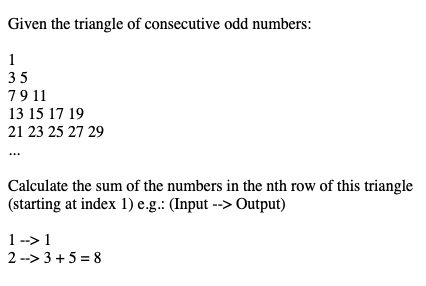 Given the triangle of consecutive odd numbers:
1
3 5
7 9 11
13 15 17 19
21 23 25 27 29
...
Calculate the sum of the numbers in the nth row of this triangle
(starting at index 1) e.g.: (Input --> Output)
1 --> 1
2 --> 3 + 5 = 8